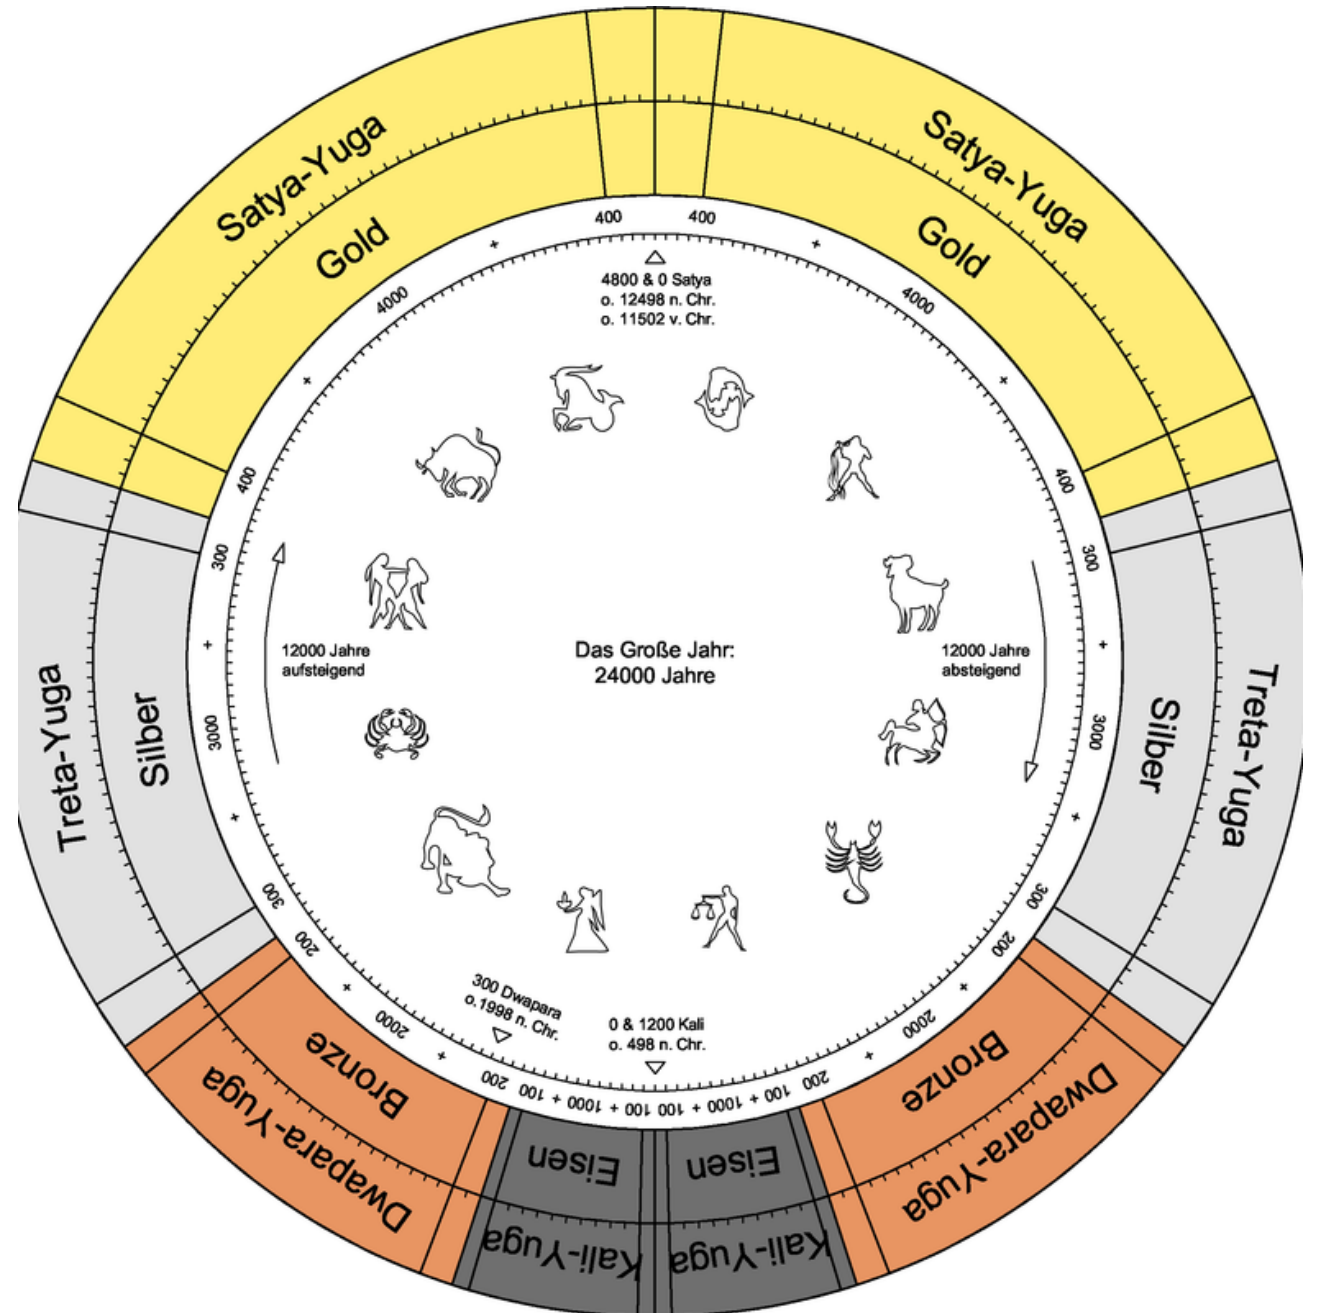 Satya-Yuga
Satya-Yuga
Gold
Gold
400
400
+
+
4800 & 0 Satya
o. 12498 n. Chr.
o. 11502 v. Chr.
4000
4000
+
+
400
400
300
300
12000 Jahre
aufsteigend
Das Große Jahr:
24000 Jahre
12000 Jahre
absteigend
+
+
Treta-Yuga
Silber
3000
3000
Silber
Treta-Yuga
+
+
300
300
200
200
+
+
300 Dwapara
o.1998 n. Chr.
2000
2000
0 & 1200 Kali
o. 498 n. Chr.
Bronze
Bronze
+
+
Dwapara-Yuga
Dwapara-Yuga
200
100 + 1000 + 100
100 + 1000 + 100
200
Eisen
Eisen
Kali-Yuga
Kali-Yuga